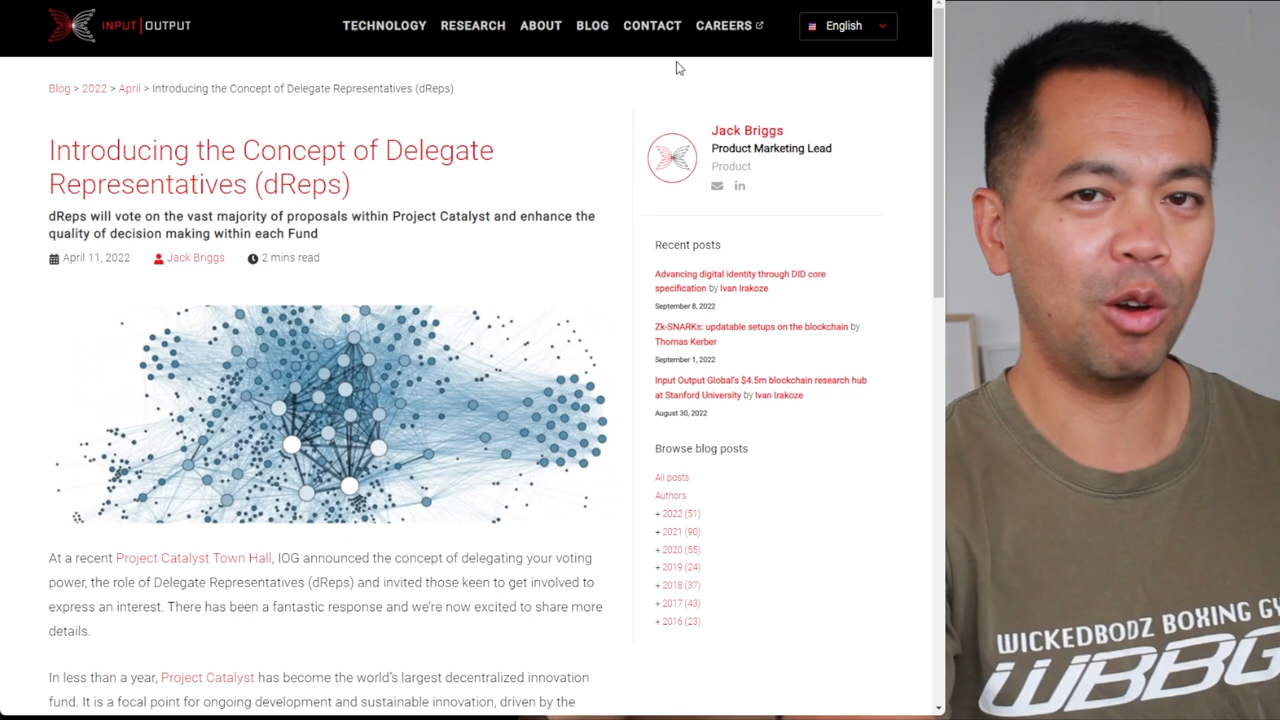 INPUT|OUTPUT
TECHNOLOGY RESEARCH ABOUT BLOG CONTACT CAREERS
English
Blog > 2022 > April > Introducing the Concept of Delegate Representatives (dReps)
Introducing the Concept of Delegate
Representatives (dReps)
dReps will vote on the vast majority of proposals within Project Catalyst and enhance the
quality of decision making within each Fund
April 11, 2022 Jack Briggs 2 mins read
At a recent Project Catalyst Town Hall, IOG announced the concept of delegating your voting
power, the role of Delegate Representatives (dReps) and invited those keen to get involved to
express an interest. There has been a fantastic response and we're now excited to share more
details.
In less than a year, Project Catalyst has become the world's largest decentralized innovation
fund. It is a focal point for ongoing development and sustainable innovation, driven by the
Jack Briggs
Product Marketing Lead
Product
Recent posts
Advancing digital identity through DID core
specification by Ivan Irakoze
September 8, 2022
Zk-SNARKs: updatable setups on the blockchain by
Thomas Kerber
September 1, 2022
Input Output Global's $4.5m blockchain research hub
at Stanford University by Ivan Irakoze
August 30, 2022
Browse blog posts
All posts
Authors
+ 2022 (51)
+ 2021 (90)
+ 2020 (55)
+ 2019 (24)
+ 2018 (37)
+ 2017 (43)
+ 2016 (23)
WICKEDBODZ BOXING GY
WBBG